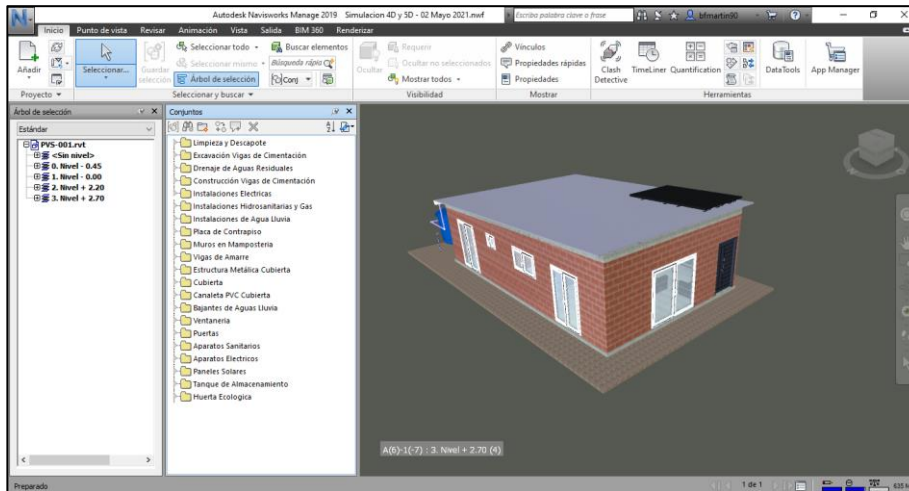 Autodesk Navisworks Manage 2019 Simulacion 4D y 5D - 02 Mayo 2021.nwf
Escriba palabra clave o frase
bfmartin90
Inicio Punto de vista Revisar Animación Vista Salida BIM 360 Renderizar
Añadir
Proyecto
Seleccionar...
Guardar selección
Seleccionar todo
Seleccionar mismo
Árbol de selección
Buscar elementos
Búsqueda rápida
Conj
Seleccionar y buscar
Ocultar
Requerir
Ocultar no seleccionados
Mostrar todos
Visibilidad
Vínculos
Propiedades rápidas
Propiedades
Mostrar
Clash Detective
TimeLiner
Quantification
DataTools
App Manager
Herramientas
Árbol de selección
Estándar
PVS-001.rvt
<Sin nivel>
0. Nivel - 0.45
1. Nivel - 0.00
2. Nivel + 2.20
3. Nivel + 2.70
Conjuntos
Limpieza y Descapote
Excavación Vigas de Cimentación
Drenaje de Aguas Residuales
Construcción Vigas de Cimentación
Instalaciones Electricas
Instalaciones Hidrosanitarias y Gas
Instalaciones de Agua Lluvia
Placa de Contrapiso
Muros en Mamposteria
Vigas de Amarre
Estructura Metálica Cubierta
Cubierta
Canaleta PVC Cubierta
Bajantes de Aguas Lluvia
Ventaneria
Puertas
Aparatos Sanitarios
Aparatos Electricos
Paneles Solares
Tanque de Almacenamiento
Huerta Ecologica
A(6)-1(-7) : 3. Nivel + 2.70 (4)
Preparado
1 de 1